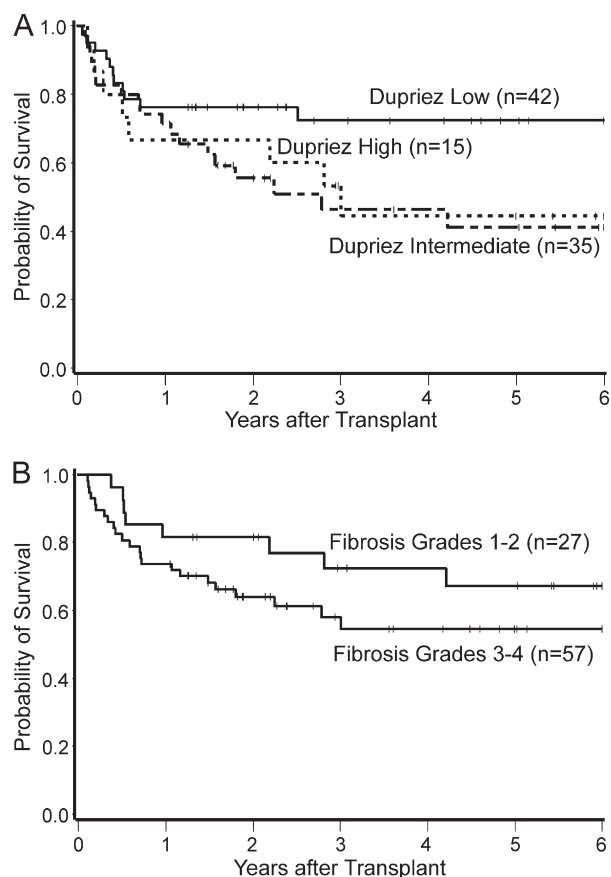 A
1.0
0.8
0.6
0.4
0.2
0.0
Probability of Survival
Dupriez Low (n=42)
Dupriez High (n=15)
Dupriez Intermediate (n=35)
0 1 2 3 4 5 6
Years after Transplant
B
1.0
0.8
0.6
0.4
0.2
0.0
Probability of Survival
Fibrosis Grades 1-2 (n=27)
Fibrosis Grades 3-4 (n=57)
0 1 2 3 4 5 6
Years after Transplant